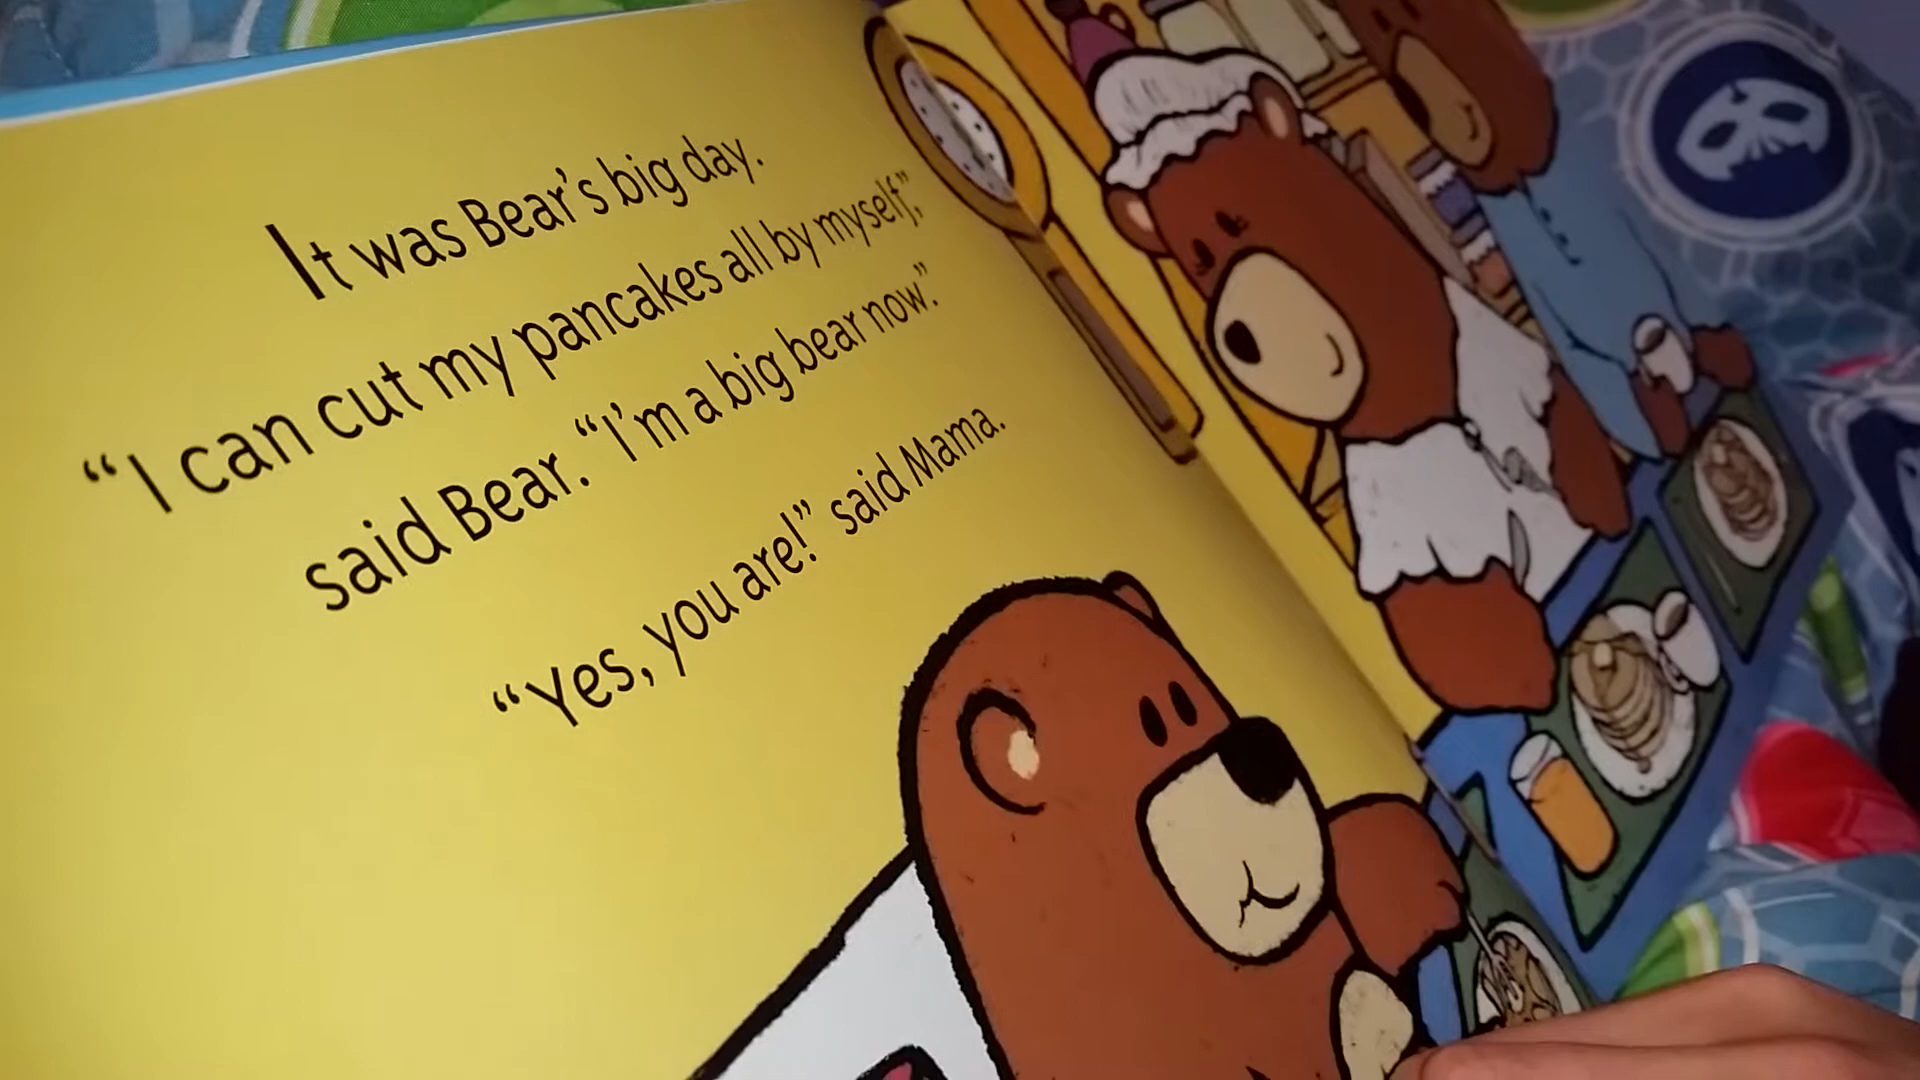 It was Bear's big day.
“I can cut my pancakes all by myself,”
said Bear. “I'm a big bear now.”
“Yes, you are!” said Mama.